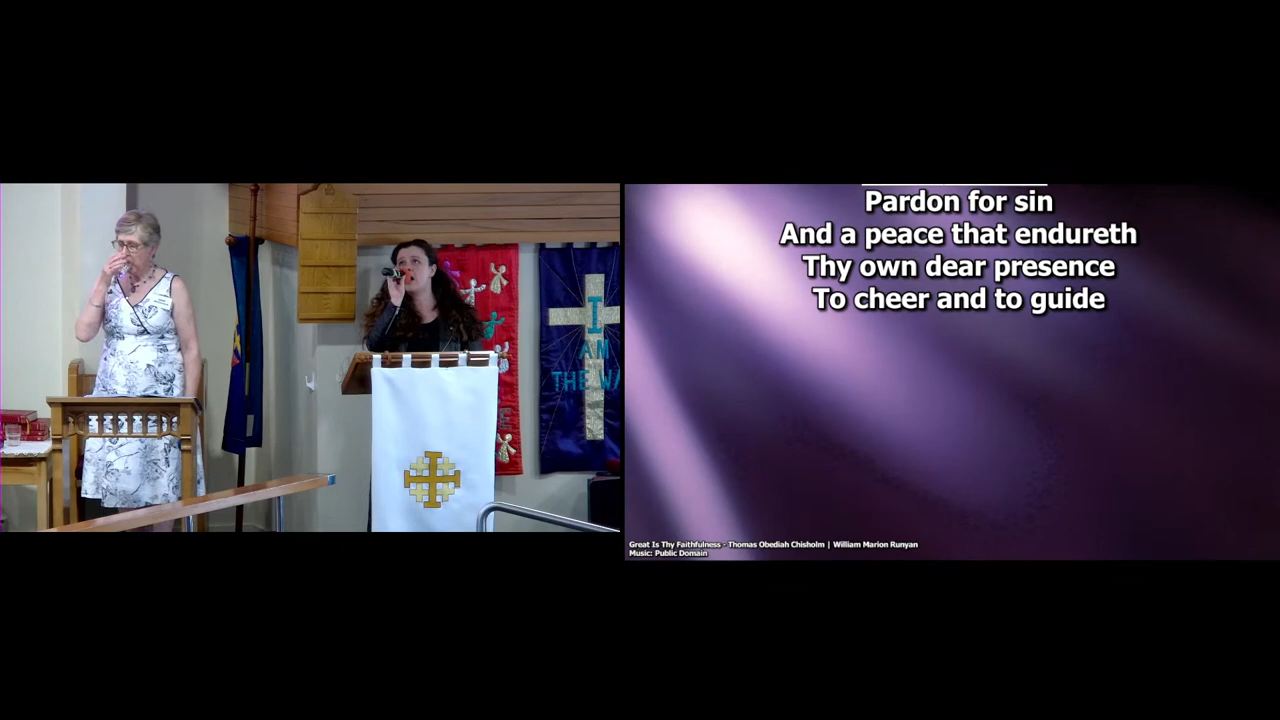 I
AM
THE WA
Pardon for sin
And a peace that endureth
Thy own dear presence
To cheer and to guide
Great Is Thy Faithfulness - Thomas Obediah Chisholm | William Marion Runyan
Music: Public Domain